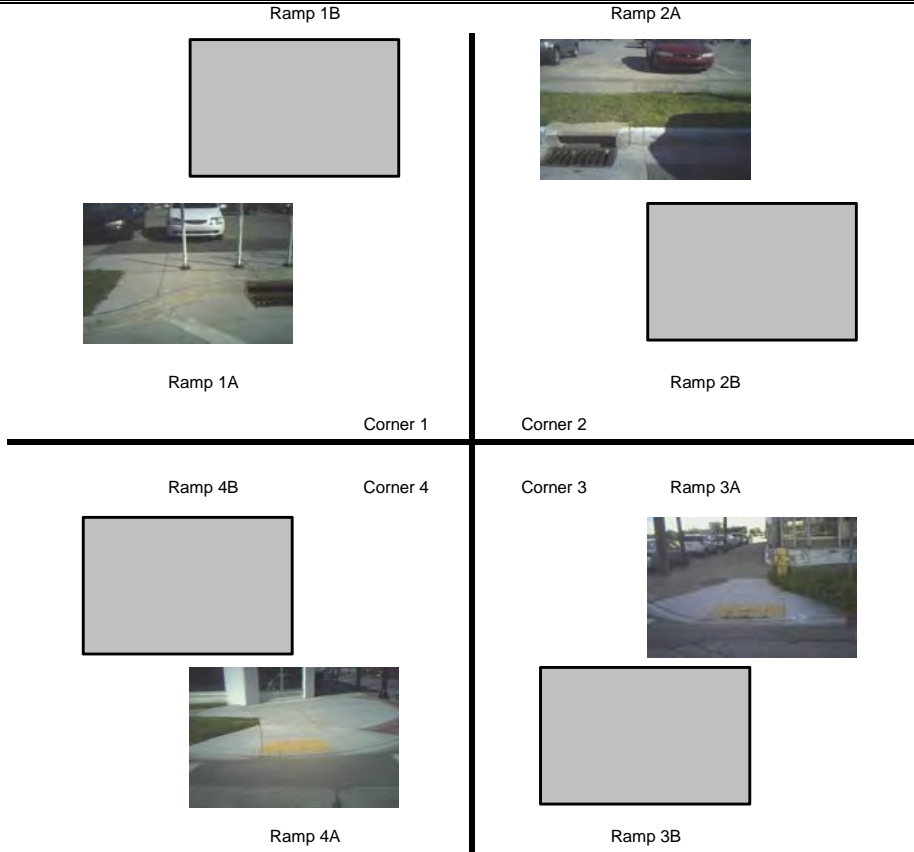 Ramp 1B
Ramp 2A
Ramp 1A
Ramp 2B
Corner 1
Corner 2
Ramp 4B
Corner 4
Corner 3
Ramp 3A
Ramp 4A
Ramp 3B